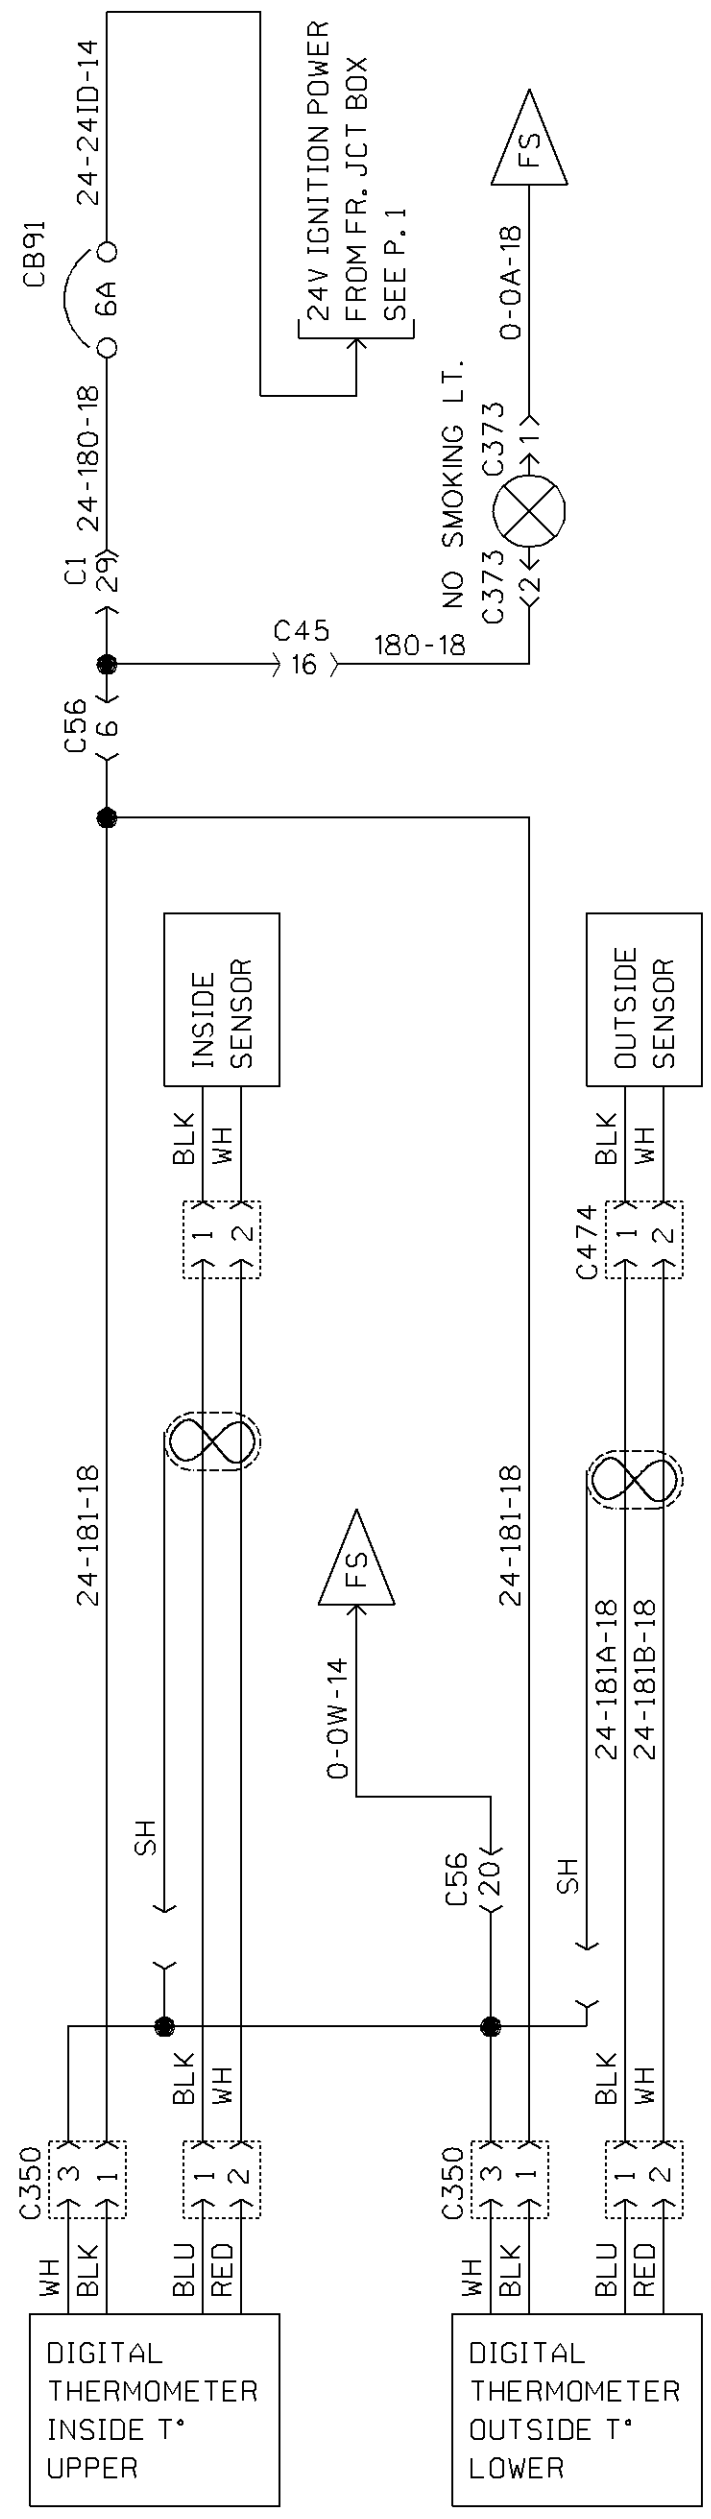 24-24ID-14
CB91
6A
24V IGNITION POWER
FROM FR. JCT BOX
SEE P.1
FS
0-0A-18
24-180-18
NO SMOKING LT.
C373
1
C373
2
C1
29
C45
16
180-18
C56
6
INSIDE
SENSOR
OUTSIDE
SENSOR
BLK
WH
BLK
WH
1
2
C474
1
2
24-181-18
24-181-18
FS
0-0W-14
24-181A-18
24-181B-18
SH
C56
20
SH
BLK
WH
BLK
WH
C350
3
1
1
2
C350
3
1
1
2
WH
BLK
BLU
RED
WH
BLK
BLU
RED
DIGITAL
THERMOMETER
INSIDE T°
UPPER
DIGITAL
THERMOMETER
OUTSIDE T°
LOWER